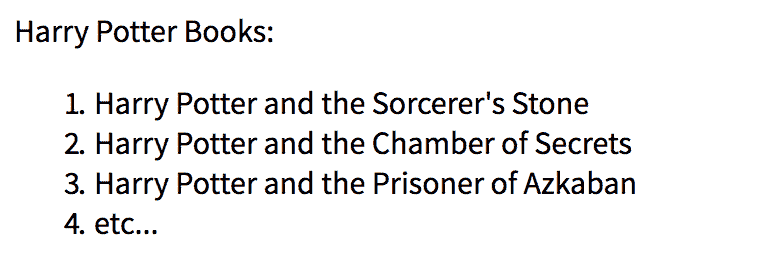 Harry Potter Books:
1. Harry Potter and the Sorcerer's Stone
2. Harry Potter and the Chamber of Secrets
3. Harry Potter and the Prisoner of Azkaban
4. etc...